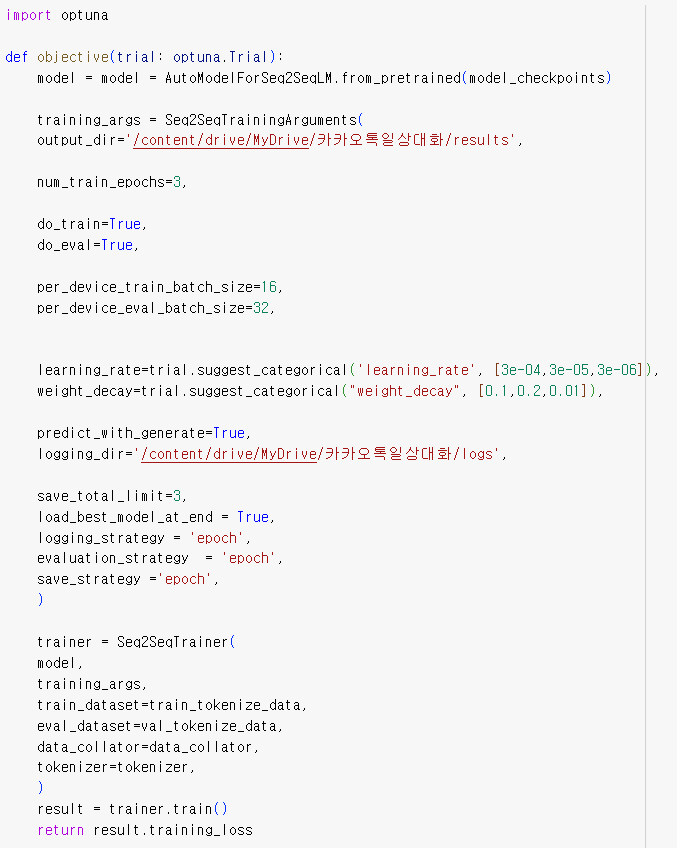 import optuna
def objective(trial: optuna.Trial):
model = model = AutoModelForSeq2SeqLM.from_pretrained(model_checkpoints)
training_args = Seq2SeqTrainingArguments(
output_dir='/content/drive/MyDrive/카카오톡일상대화/results',
num_train_epochs=3,
do_train=True,
do_eval=True,
per_device_train_batch_size=16,
per_device_eval_batch_size=32,
learning_rate=trial.suggest_categorical('learning_rate', [3e-04,3e-05,3e-06]),
weight_decay=trial.suggest_categorical("weight_decay", [0.1,0.2,0.01]),
predict_with_generate=True,
logging_dir='/content/drive/MyDrive/카카오톡일상대화/logs',
save_total_limit=3,
load_best_model_at_end = True,
logging_strategy = 'epoch',
evaluation_strategy  = 'epoch',
save_strategy ='epoch',
)
trainer = Seq2SeqTrainer(
model,
training_args,
train_dataset=train_tokenize_data,
eval_dataset=val_tokenize_data,
data_collator=data_collator,
tokenizer=tokenizer,
)
result = trainer.train()
return result.training_loss